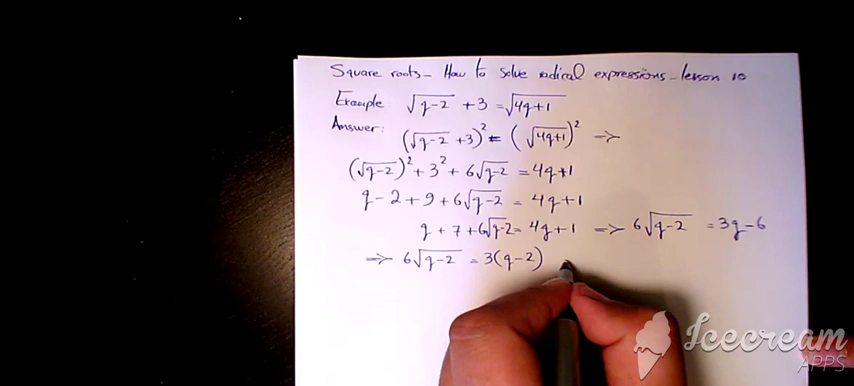 Square roots - How to solve radical expressions - lesson 10
Example √(q-2) + 3 = √(4q+1)
Answer: (√(q-2) + 3)² = (√(4q+1))² =>
(√(q-2))² + 3² + 6√(q-2) = 4q+1
q - 2 + 9 + 6√(q-2) = 4q+1
q + 7 + 6√(q-2) = 4q+1 => 6√(q-2) = 3q-6
=> 6√(q-2) = 3(q-2)
Icecream
APPS